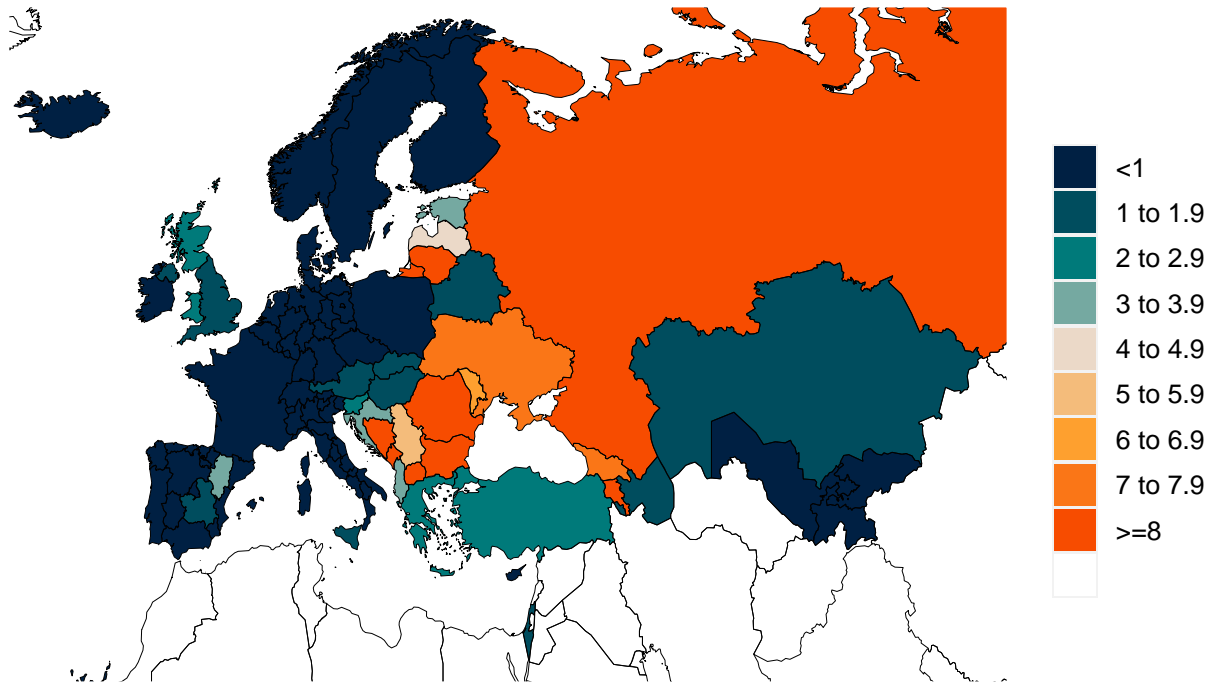 <1
1 to 1.9
2 to 2.9
3 to 3.9
4 to 4.9
5 to 5.9
6 to 6.9
7 to 7.9
>=8